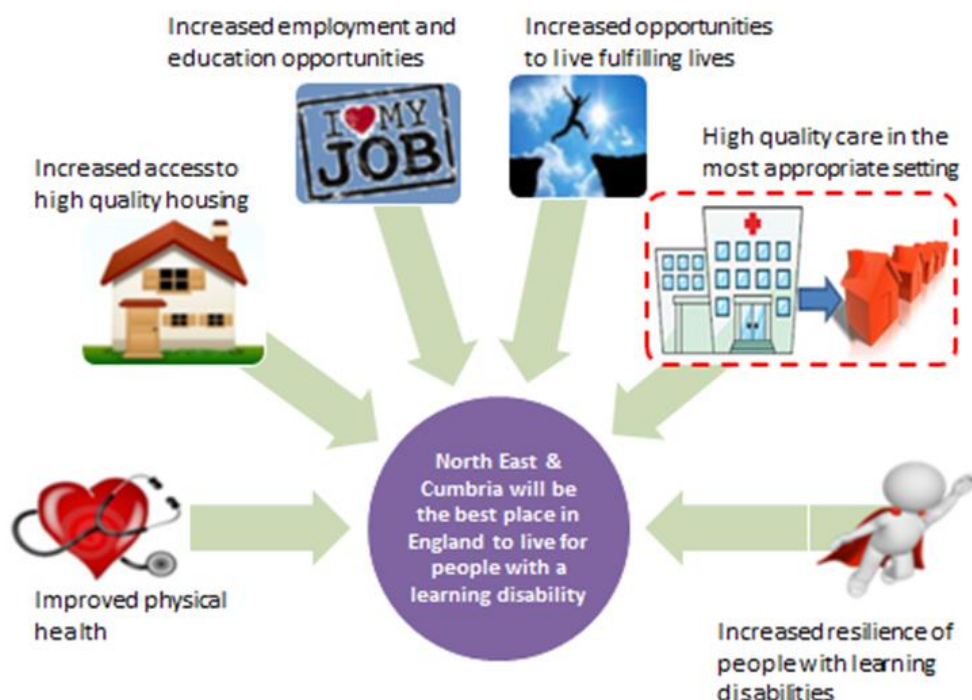 Increased employment and
education opportunities
Increased opportunities
to live fulfilling lives
I MY
JOB
High quality care in the
most appropriate setting
Increased access to
high quality housing
North East &
Cumbria will be
the best place in
England to live for
people with a
learning disability
Improved physical
health
Increased resilience of
people with learning
disabilities